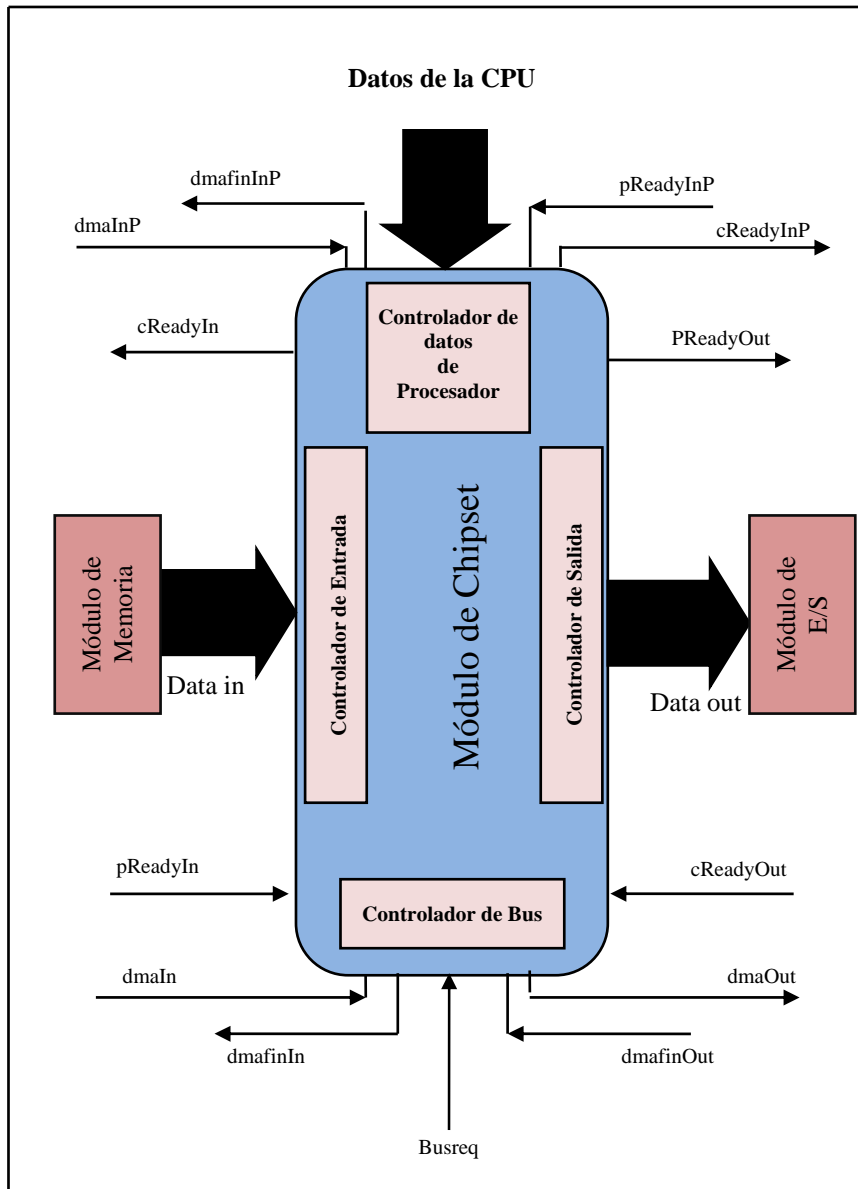 Datos de la CPU
dmafinInP
pReadyInP
dmaInP
cReadyInP
cReadyIn
PReadyOut
Controlador de
datos
de
Procesador
Módulo de
Memoria
Data in
Controlador de Entrada
Módulo de Chipset
Controlador de Salida
Data out
Módulo de
E/S
pReadyIn
cReadyOut
Controlador de Bus
dmaIn
dmaOut
dmafinIn
dmafinOut
Busreq